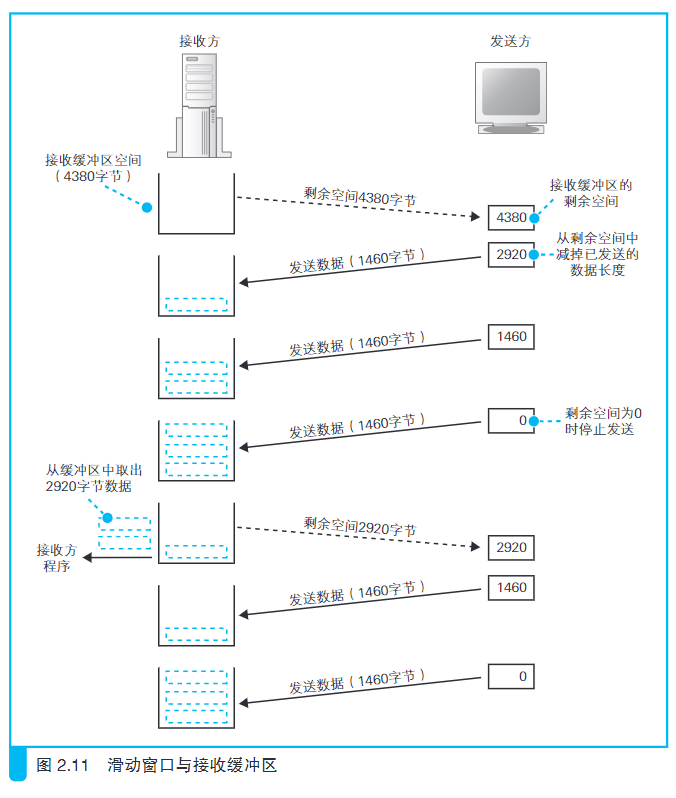 接收方
发送方
接收缓冲区空间
（4380字节）
剩余空间4380字节
接收缓冲区的
剩余空间
4380
从剩余空间中
减掉已发送的
数据长度
2920
发送数据（1460字节）
1460
发送数据（1460字节）
剩余空间为0
时停止发送
0
发送数据（1460字节）
从缓冲区中取出
2920字节数据
剩余空间2920字节
接收方
程序
2920
1460
发送数据（1460字节）
0
发送数据（1460字节）
图 2.11 滑动窗口与接收缓冲区